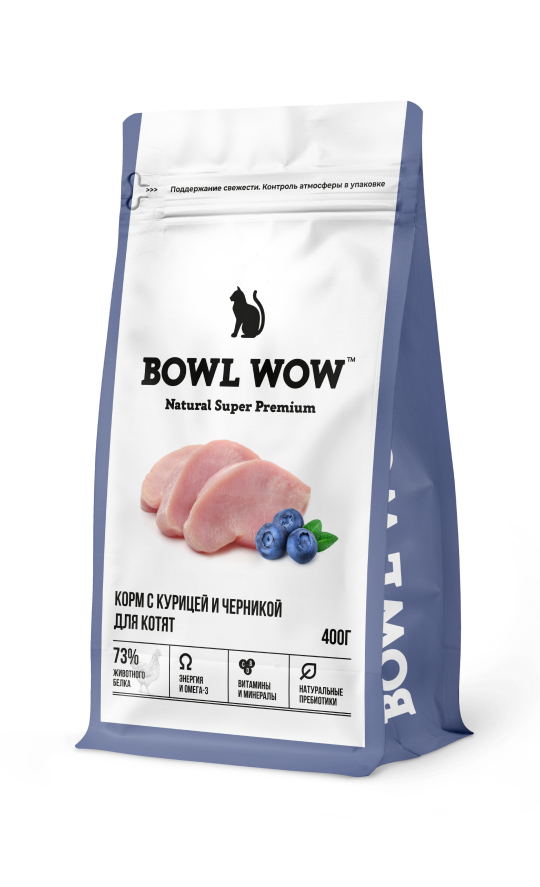 >>> Поддержание свежести. Контроль атмосферы в упаковке
BOWL WOW™
Natural Super Premium
КОРМ С КУРИЦЕЙ И ЧЕРНИКОЙ
ДЛЯ КОТЯТ
400Г
73%
ЖИВОТНОГО
БЕЛКА
ЭНЕРГИЯ
И ОМЕГА-3
ВИТАМИНЫ
И МИНЕРАЛЫ
НАТУРАЛЬНЫЕ
ПРЕБИОТИКИ
BOWL WO